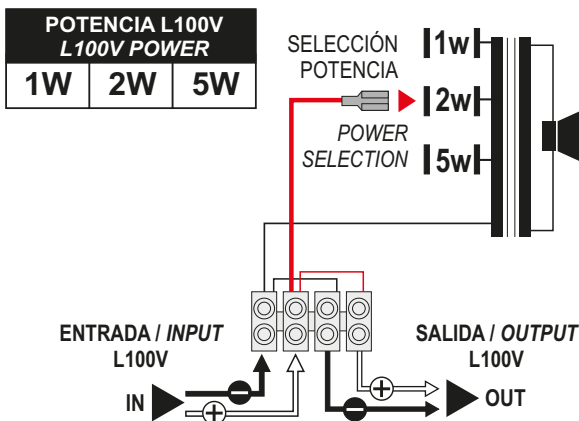 POTENCIA L100V
L100V POWER
1W 2W 5W
SELECCIÓN
POTENCIA
POWER
SELECTION
1w
2w
5w
ENTRADA / INPUT
L100V
IN
SALIDA / OUTPUT
L100V
OUT